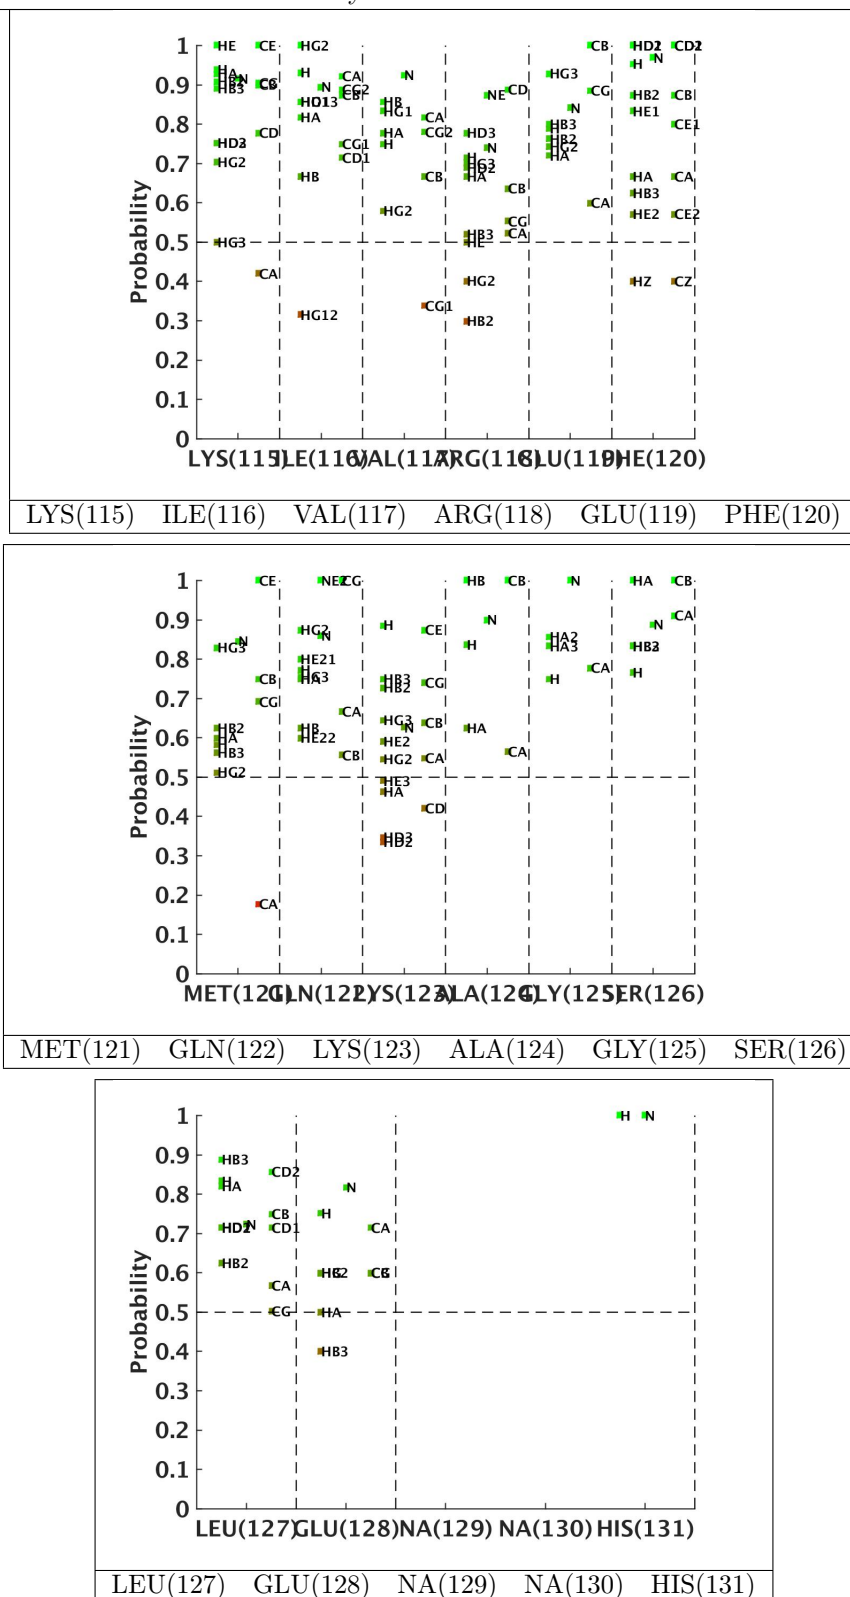 Probability
1
HE CE HG2 CB HD2 CD2
H HG3 HE N
HA N H CA N H
0.9
HB2 CG N CG2 NE CD CG HB2 CB
HB3 CB CB HB HG1 HE1
0.8
HA CA HB3 CE1
CD HA CG2 HD3 HB2
HD3 CG1 H N HG2
0.7
HG2 CD1 H HG3 HD2 HA
HB CB HA HA CA
0.6
HG2 CB CA HB3
CG HE2 CE2
0.5
HG3 HB3 CA HE
CA
0.4
HG2 HZ CZ
0.3
HG12 CG1 HB2
0.2
0.1
0
LYS(115) ILE(116) VAL(117) ARG(118) GLU(119) PHE(120)
LYS(115) ILE(116) VAL(117) ARG(118) GLU(119) PHE(120)
Probability
1
CE NE2 CG HB CB N HA CB
0.9
HG2 H CE N N CA
HG3 N N H HA2 HA3 HB3
0.8
HE21 H CA H
CB HG3 HA HB3 CG H
0.7
CG CA HB2
HB2 HB HG3 CB N HA
0.6
HA H HE22 HE2
HB3 CB HG2 CA CA
0.5
HG2 HE3
HA
0.4
CD
HD3
HD2
0.3
0.2
CA
0.1
0
MET(121) GLN(122) LYS(123) ALA(124) GLY(125) SER(126)
MET(121) GLN(122) LYS(123) ALA(124) GLY(125) SER(126)
Probability
1
H N
0.9
HB3 CD2
H N
HA
0.8
CB H
HD2 N CD1 CA
0.7
HB2
0.6
HB2 CB
CA
0.5
CG HA
0.4
HB3
0.3
0.2
0.1
0
LEU(127) GLU(128) NA(129) NA(130) HIS(131)
LEU(127) GLU(128) NA(129) NA(130) HIS(131)